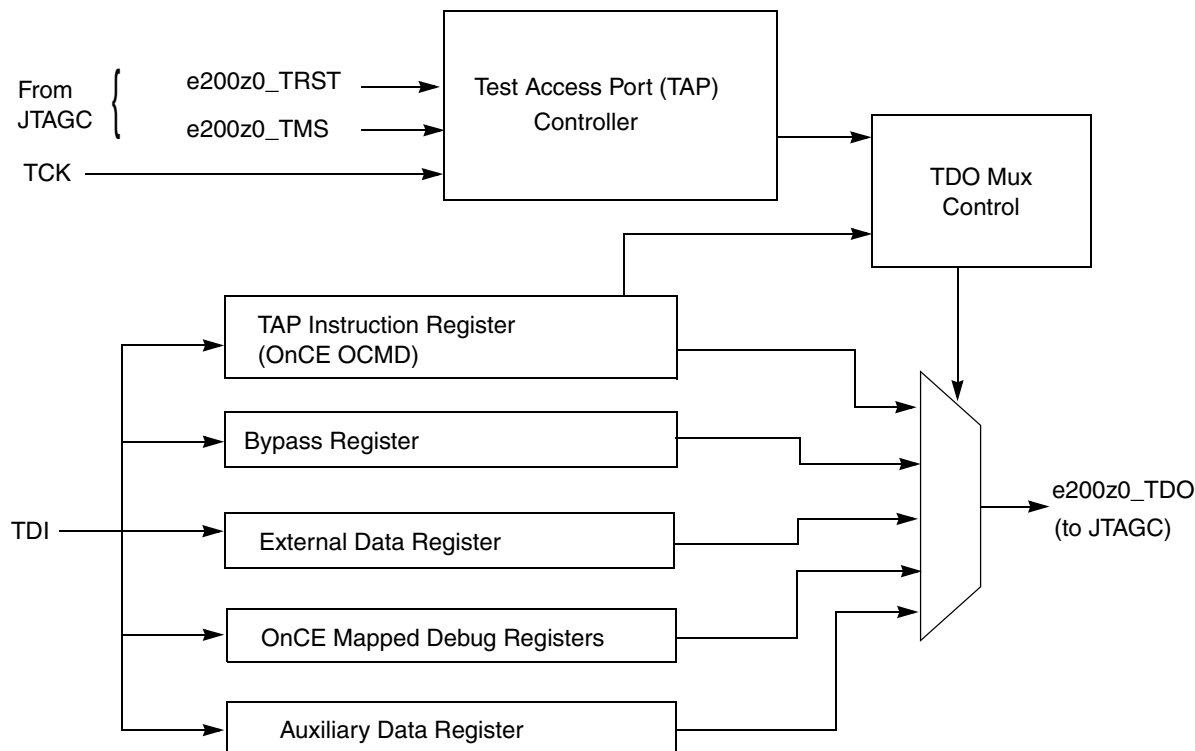 From
JTAGC
e200z0_TRST
e200z0_TMS
TCK
Test Access Port (TAP)
Controller
TDO Mux
Control
TAP Instruction Register
(OnCE OCMD)
Bypass Register
TDI
External Data Register
OnCE Mapped Debug Registers
Auxiliary Data Register
e200z0_TDO
(to JTAGC)